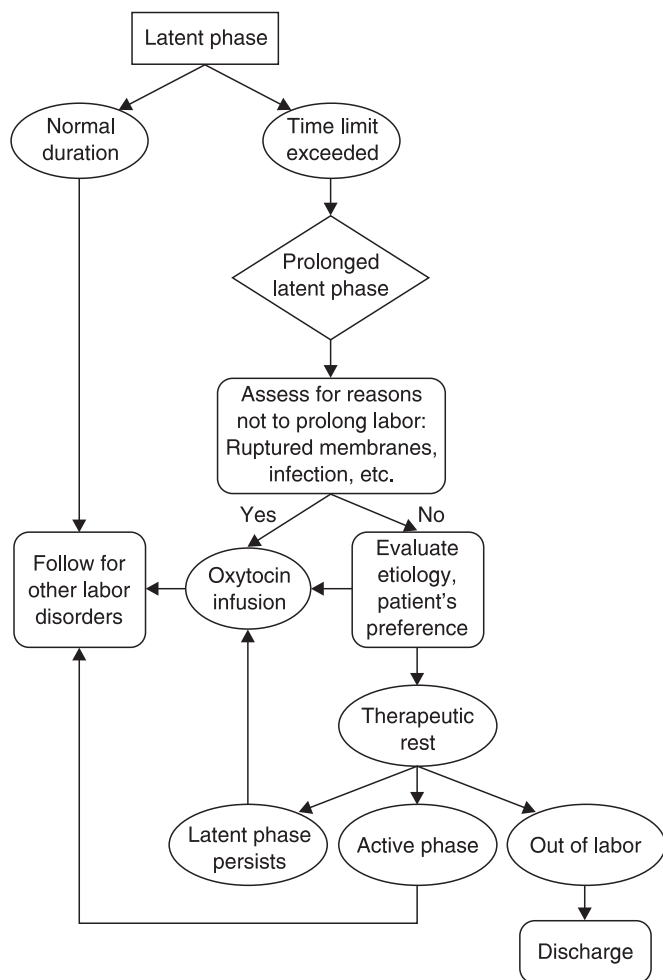 Latent phase
Normal
duration
Time limit
exceeded
Prolonged
latent phase
Assess for reasons
not to prolong labor:
Ruptured membranes,
infection, etc.
Yes
No
Follow for
other labor
disorders
Oxytocin
infusion
Evaluate
etiology,
patient's
preference
Therapeutic
rest
Latent phase
persists
Active phase
Out of labor
Discharge